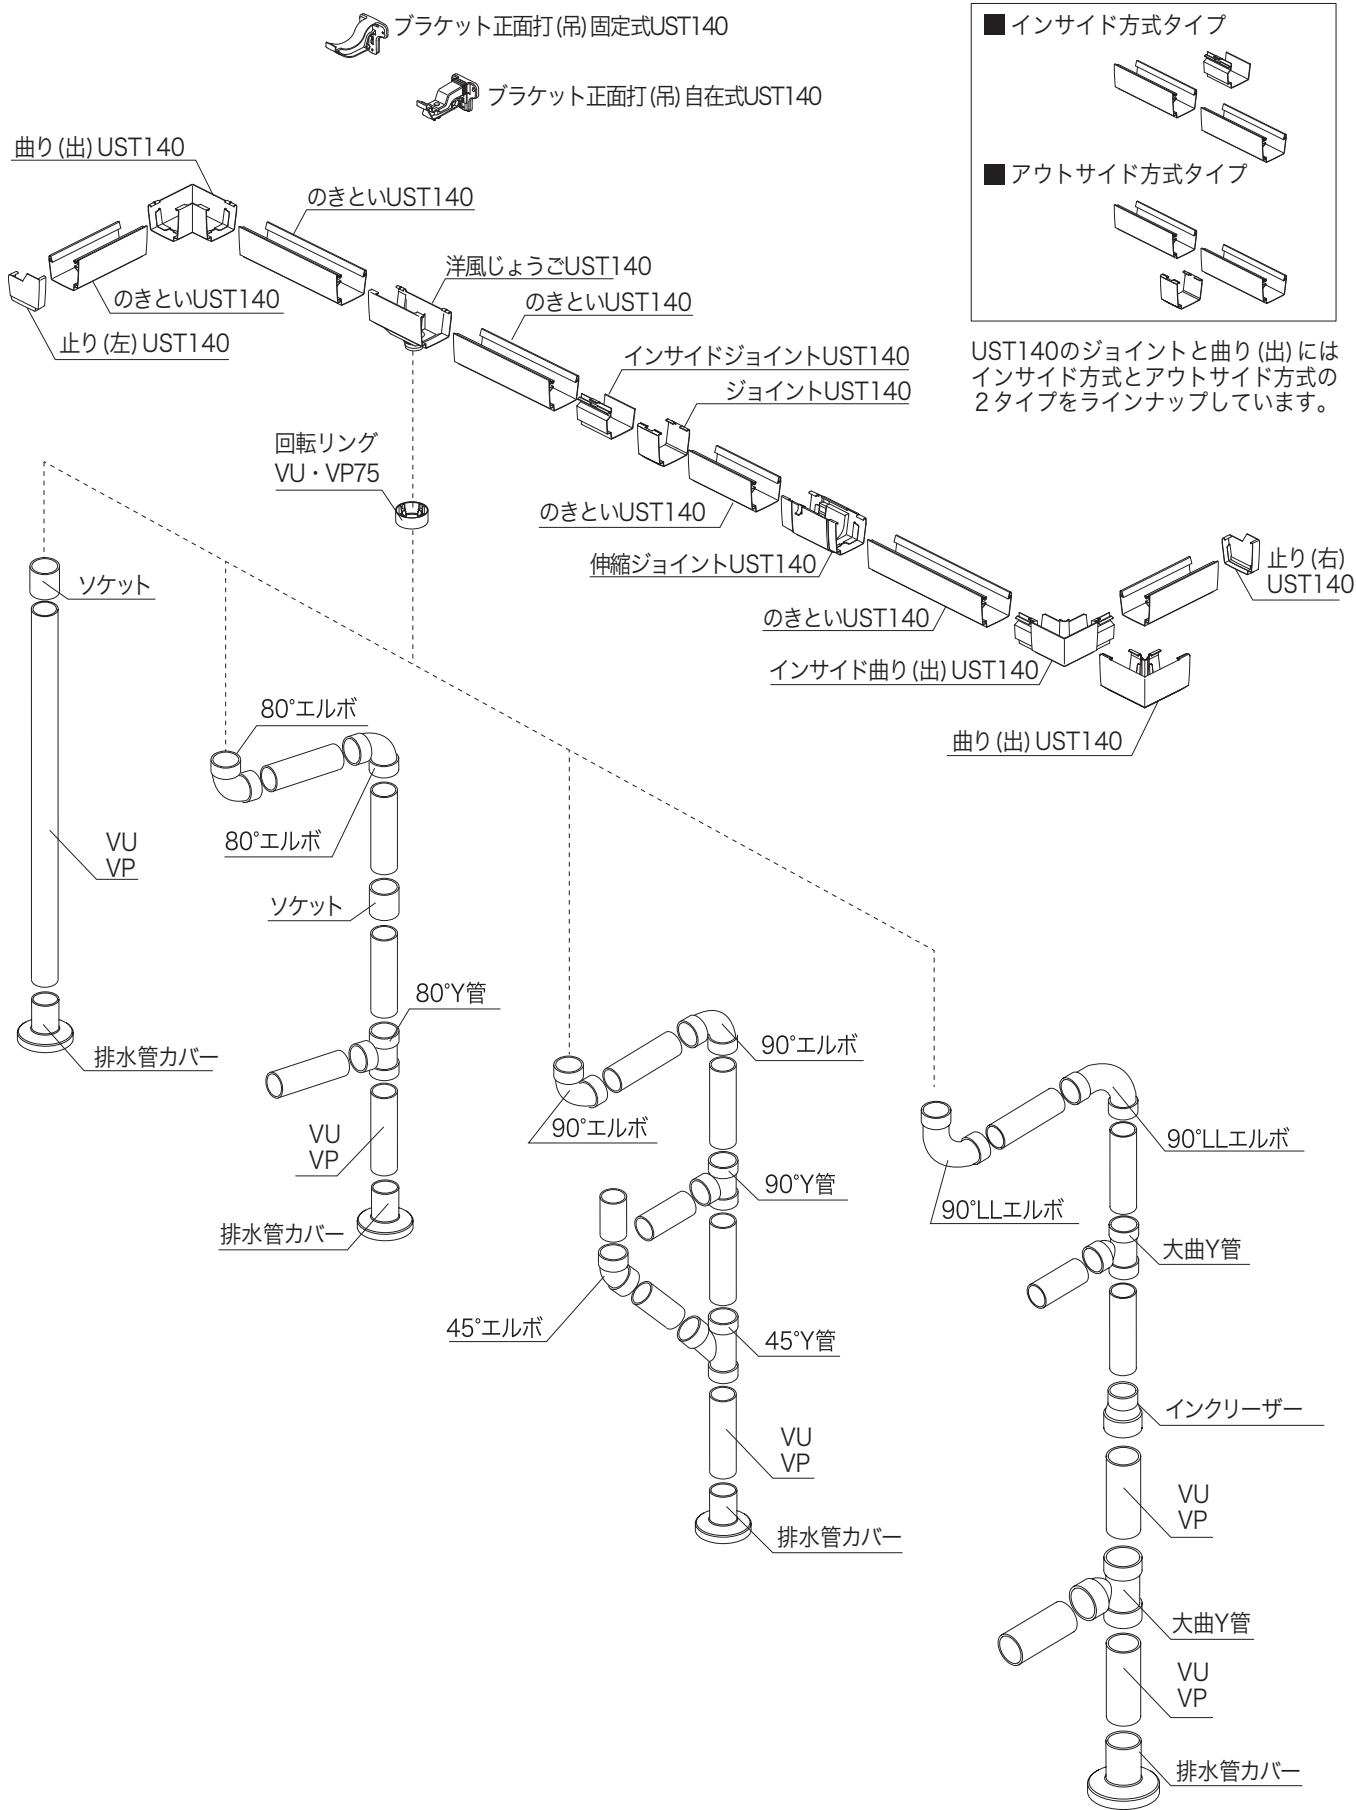 ブラケット正面打(吊)固定式UST140
ブラケット正面打(吊)自在式UST140
■ インサイド方式タイプ
■ アウトサイド方式タイプ
UST140のジョイントと曲り(出)には
インサイド方式とアウトサイド方式の
2タイプをラインナップしています。
曲り(出)UST140
のきといUST140
洋風じょうごUST140
のきといUST140
のきといUST140
止り(左)UST140
インサイドジョイントUST140
ジョイントUST140
回転リング
VU・VP75
のきといUST140
伸縮ジョイントUST140
止り(右)
UST140
のきといUST140
インサイド曲り(出)UST140
曲り(出)UST140
ソケット
VU
VP
排水管カバー
80°エルボ
80°エルボ
ソケット
80°Y管
VU
VP
排水管カバー
90°エルボ
90°エルボ
90°Y管
45°エルボ
45°Y管
VU
VP
排水管カバー
90°LLエルボ
90°LLエルボ
大曲Y管
インクリーザー
VU
VP
大曲Y管
VU
VP
排水管カバー